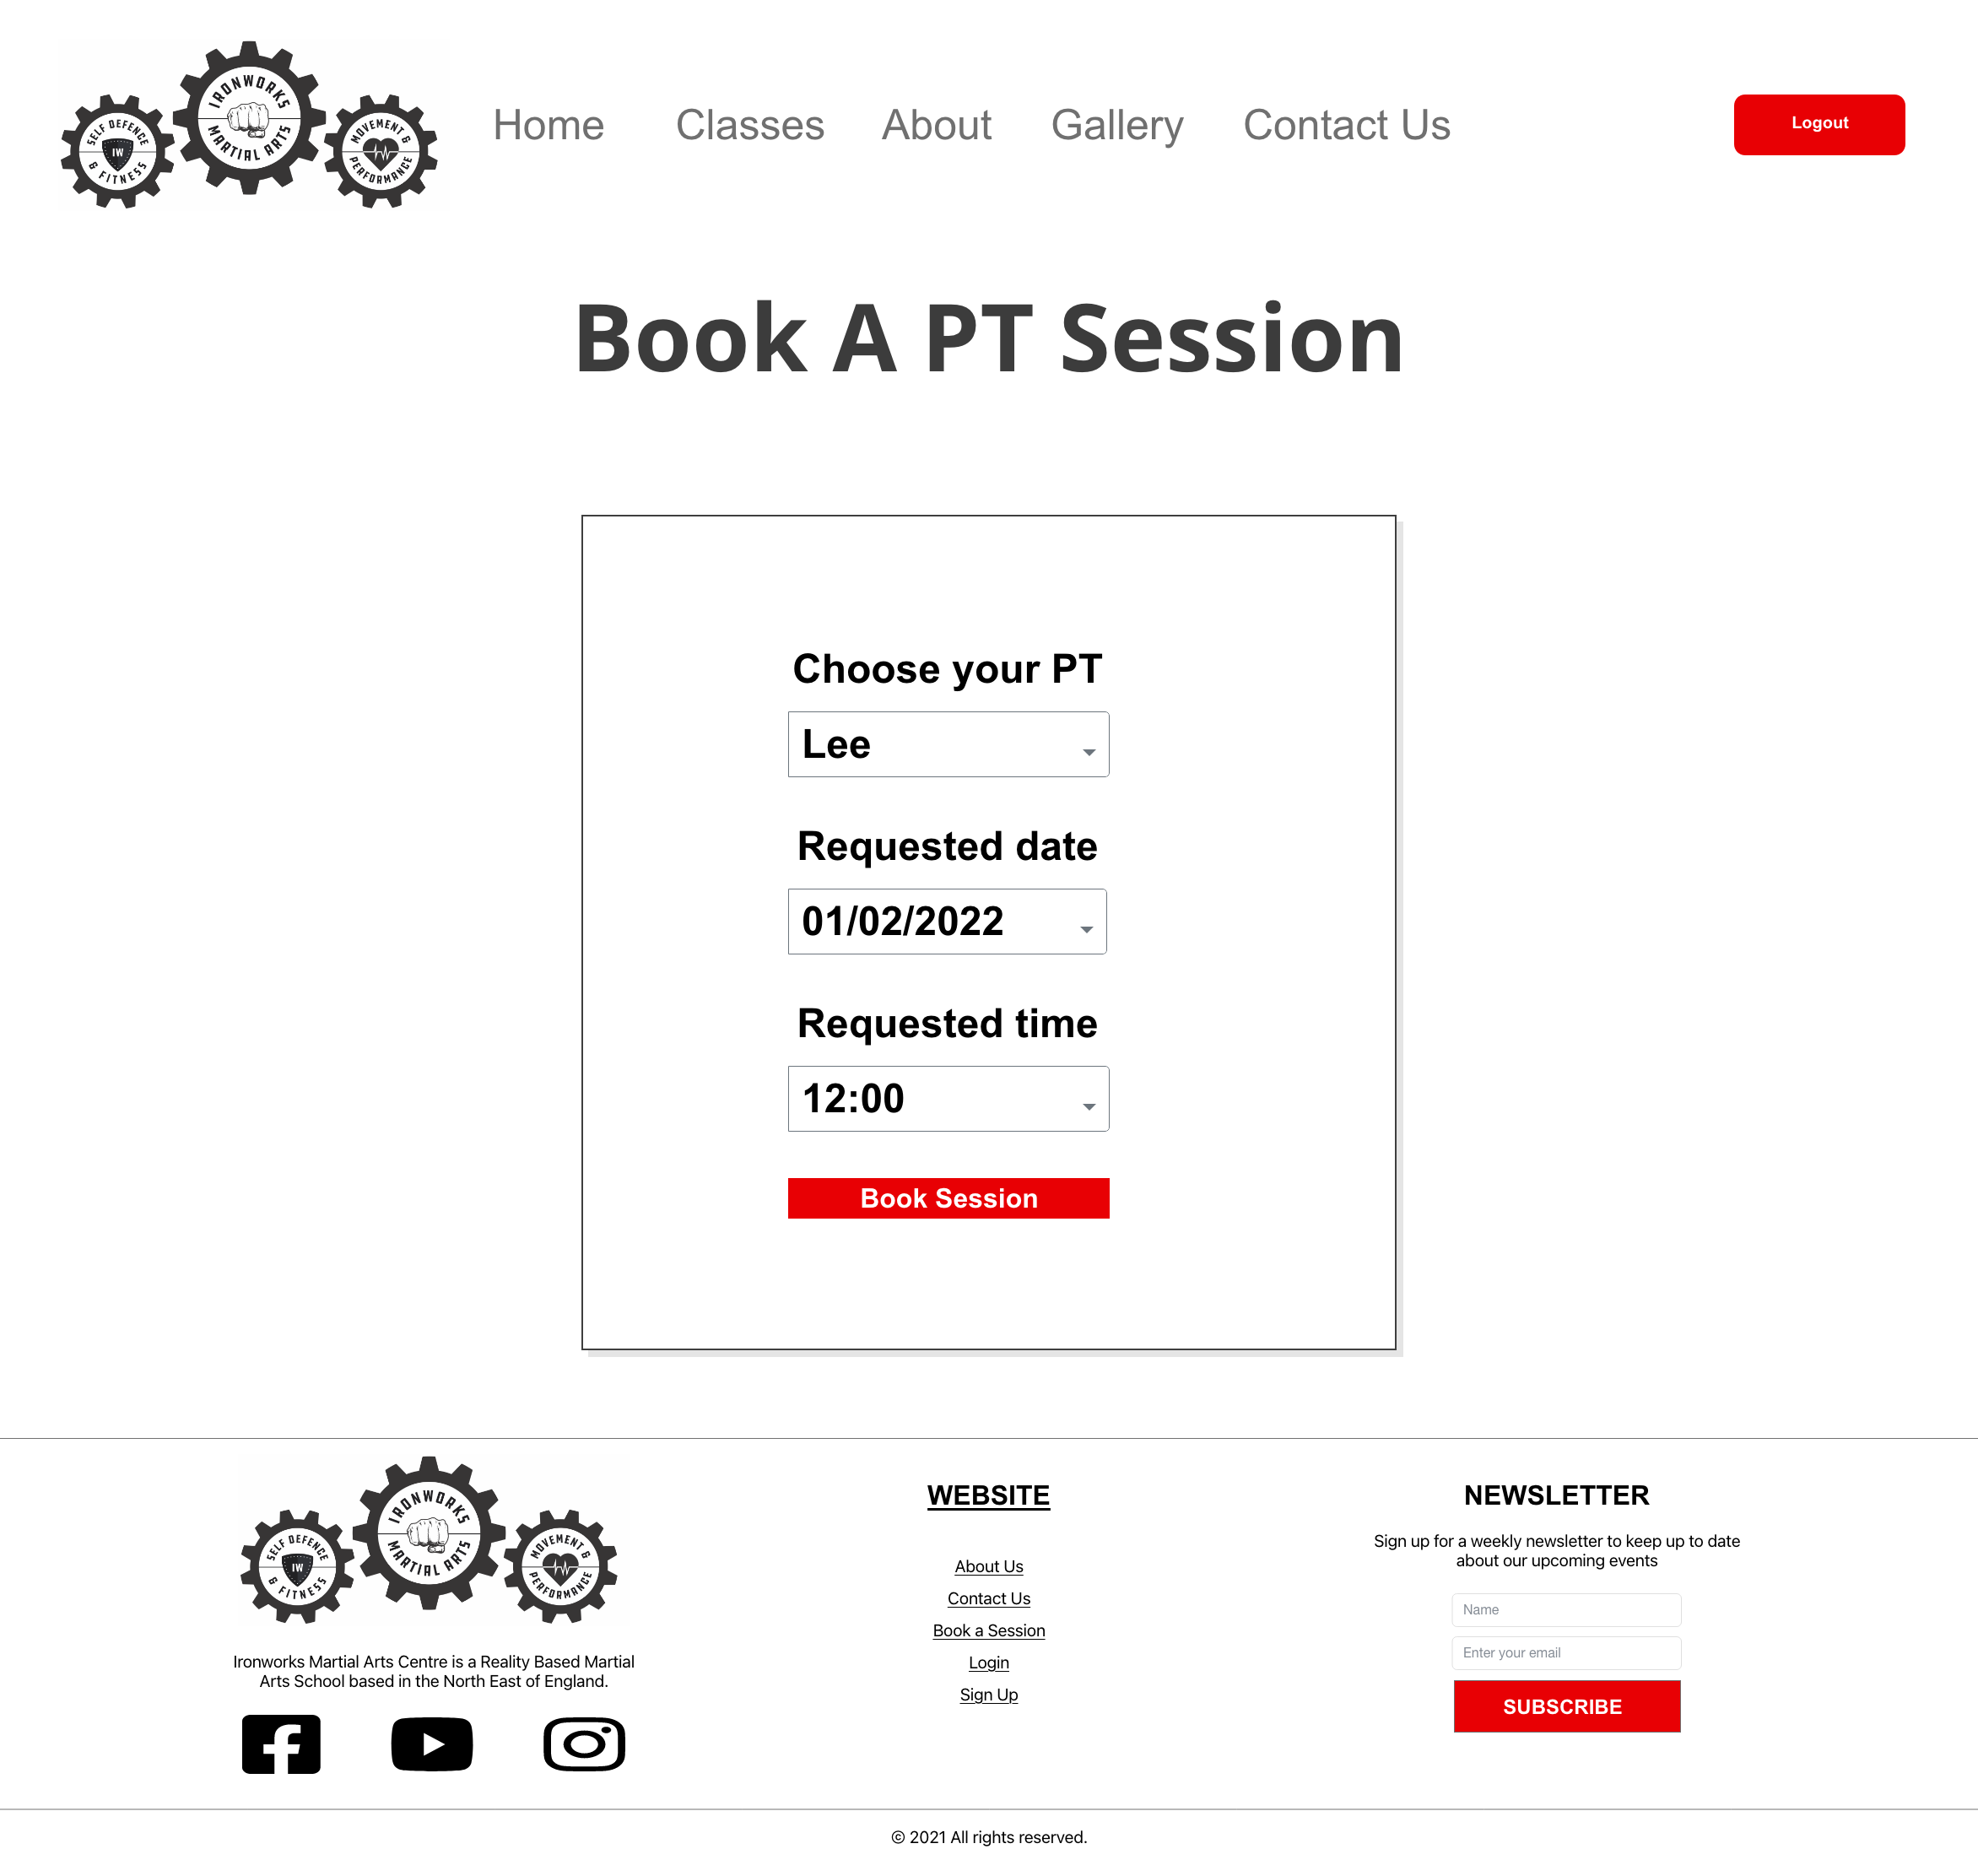 SELF DEFENCE
IW
& FITNESS
IRONWORKS
MARTIAL ARTS
MOVEMENT &
PERFORMANCE
Home
Classes
About
Gallery
Contact Us
Logout
Book A PT Session
Choose your PT
Lee
Requested date
01/02/2022
Requested time
12:00
Book Session
SELF DEFENCE
IW
& FITNESS
IRONWORKS
MARTIAL ARTS
MOVEMENT &
PERFORMANCE
Ironworks Martial Arts Centre is a Reality Based Martial
Arts School based in the North East of England.
WEBSITE
About Us
Contact Us
Book a Session
Login
Sign Up
NEWSLETTER
Sign up for a weekly newsletter to keep up to date
about our upcoming events
Name
Enter your email
SUBSCRIBE
© 2021 All rights reserved.